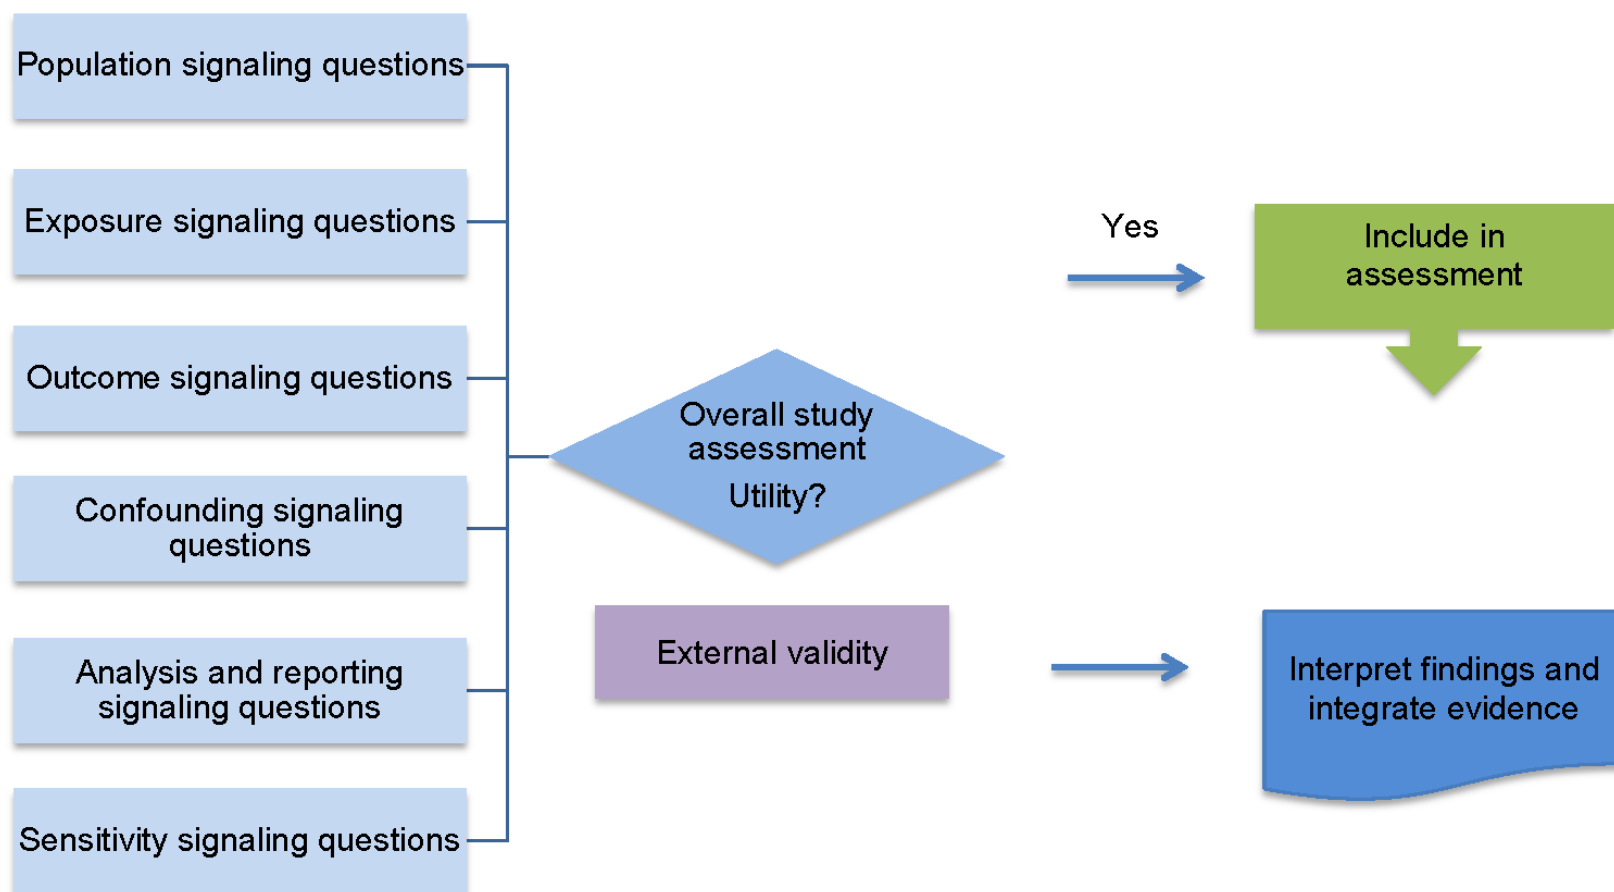 Population signaling questions
Exposure signaling questions
Outcome signaling questions
Confounding signaling
questions
Analysis and reporting
signaling questions
Sensitivity signaling questions
Overall study
assessment
Utility?
External validity
Yes
Include in
assessment
Interpret findings and
integrate evidence